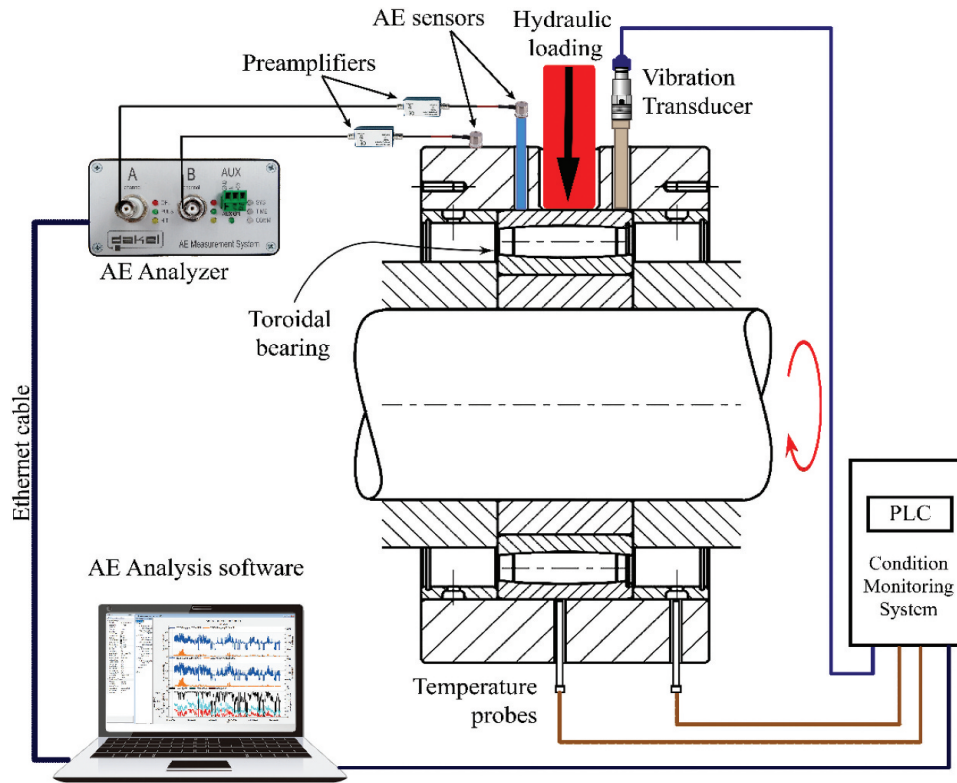 AE sensors
Hydraulic
loading
Preamplifiers
Vibration
Transducer
A
B
AUX
dakel
AE Measurement System
AE Analyzer
Toroidal
bearing
Ethernet cable
PLC
Condition
Monitoring
System
AE Analysis software
Temperature
probes